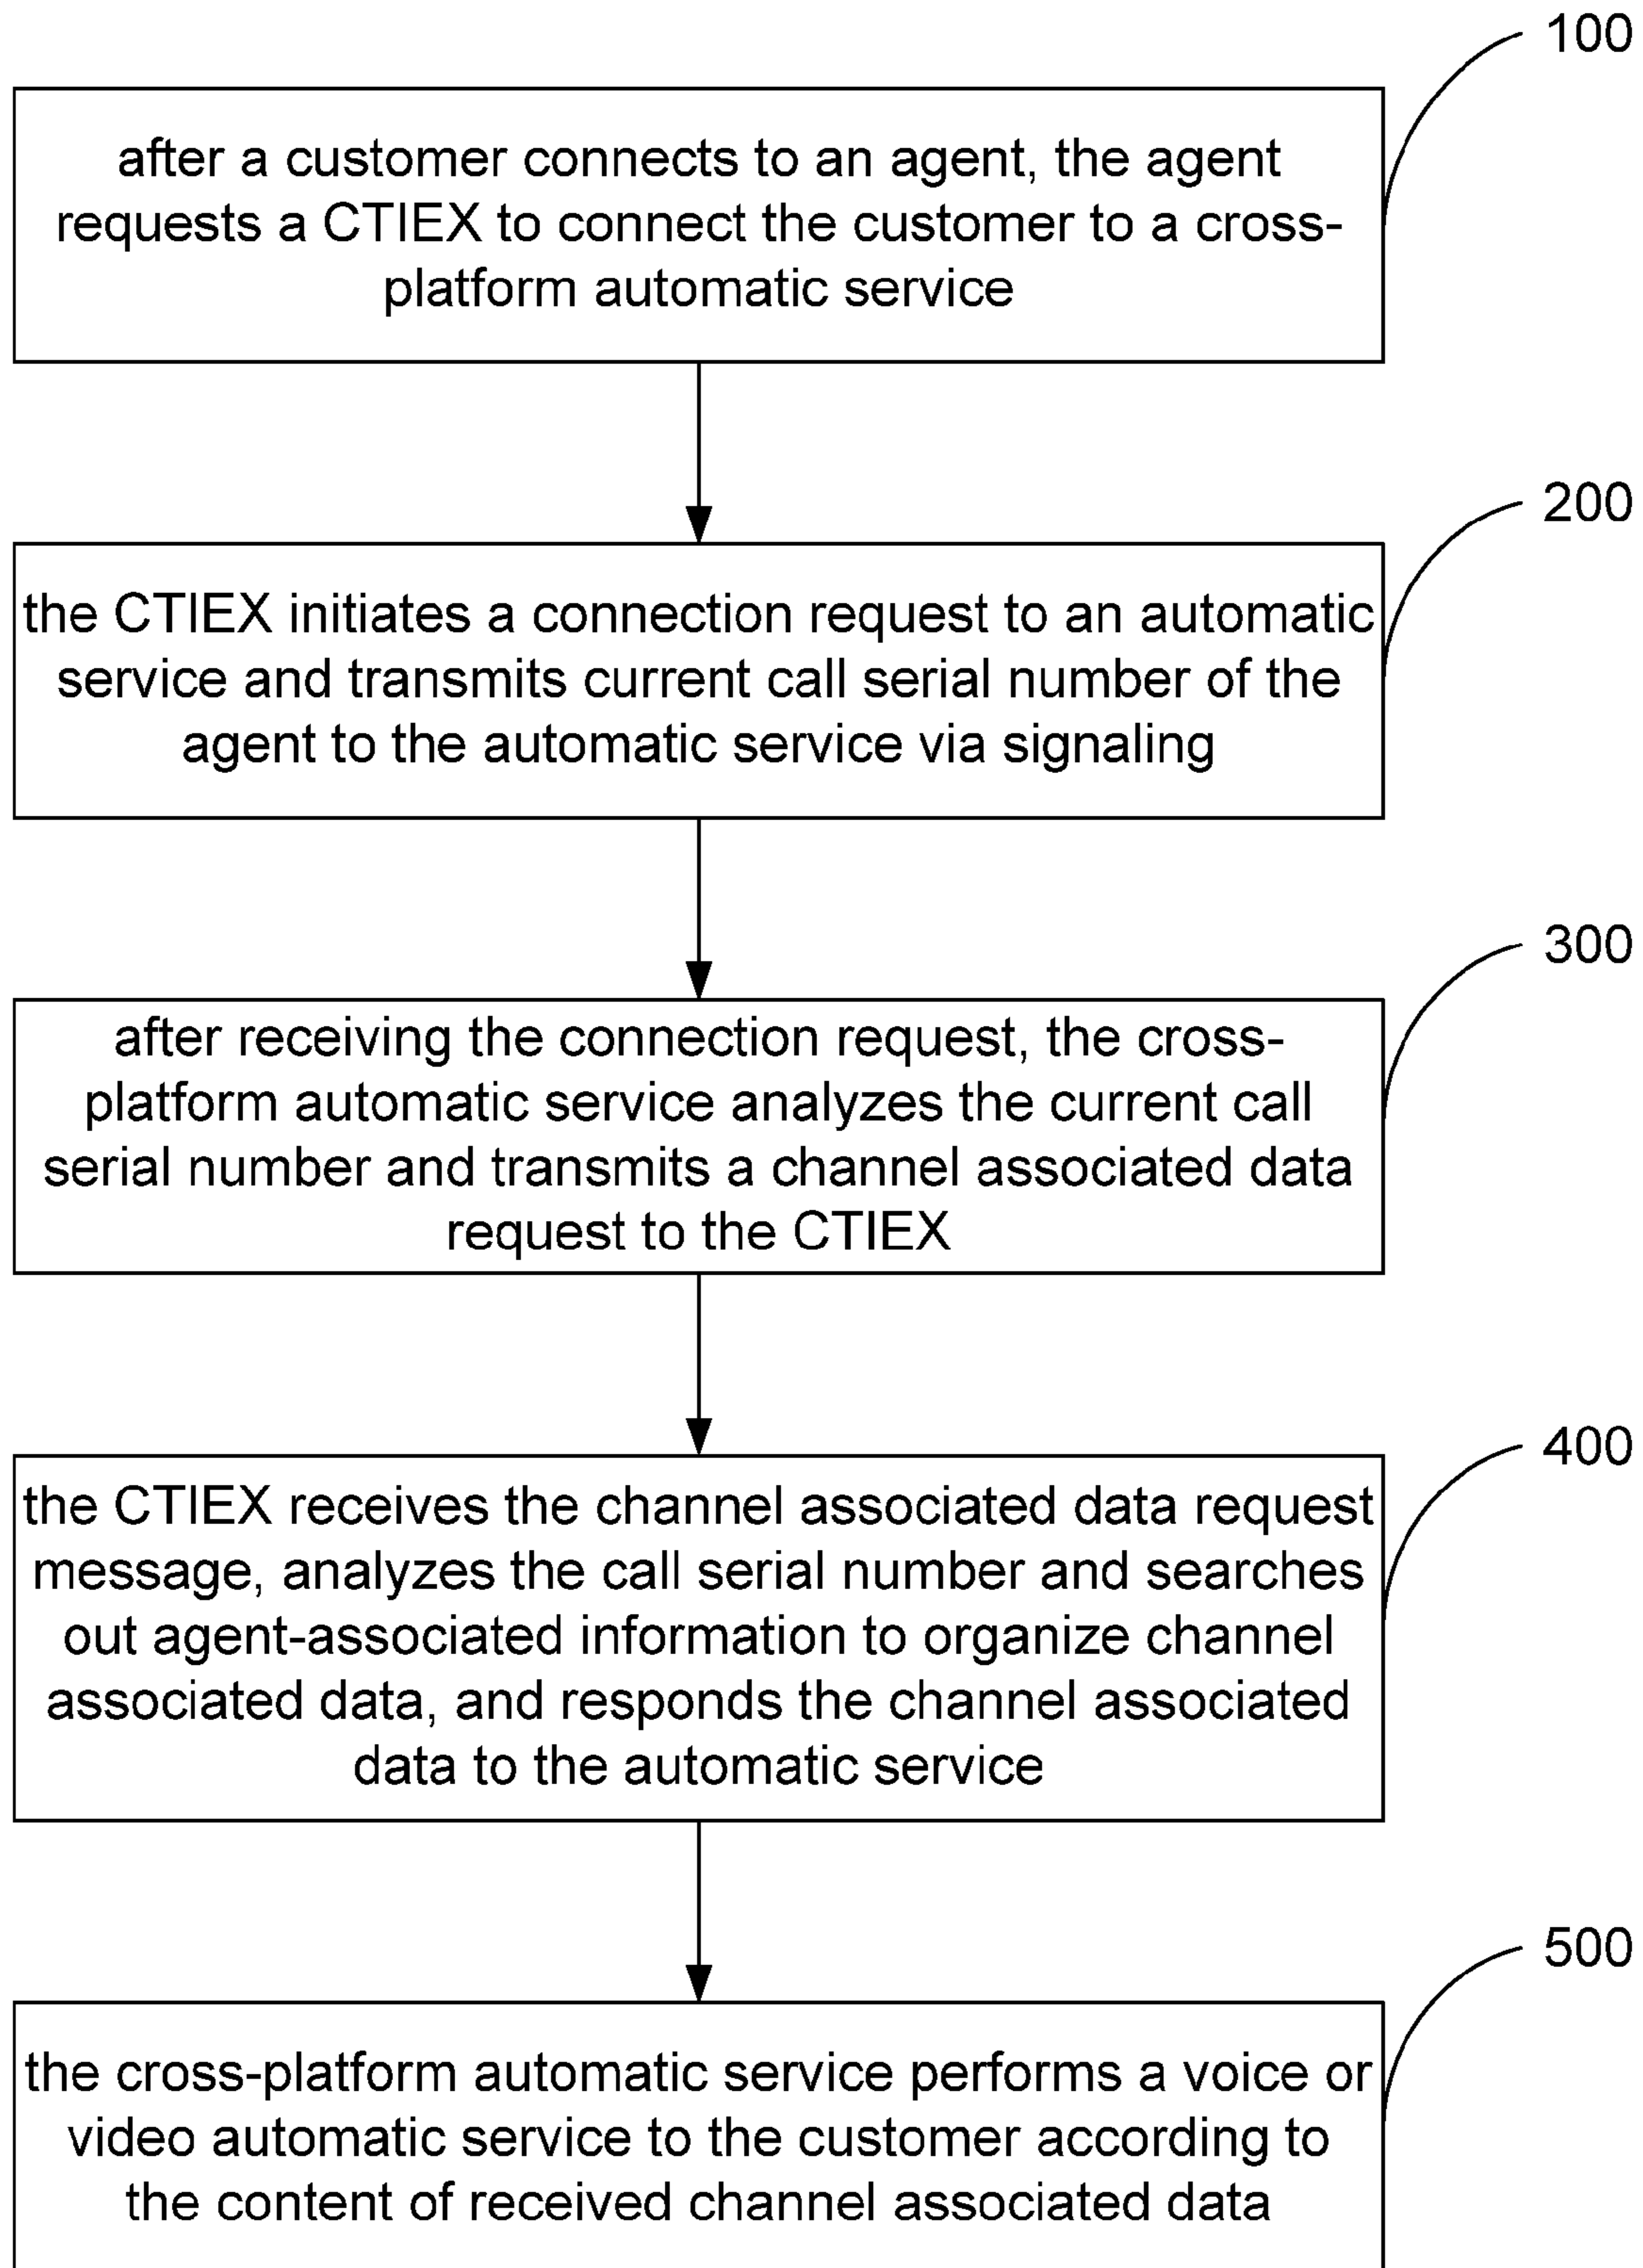 100
after a customer connects to an agent, the agent
requests a CTIEX to connect the customer to a cross-
platform automatic service
200
the CTIEX initiates a connection request to an automatic
service and transmits current call serial number of the
agent to the automatic service via signaling
300
after receiving the connection request, the cross-
platform automatic service analyzes the current call
serial number and transmits a channel associated data
request to the CTIEX
400
the CTIEX receives the channel associated data request
message, analyzes the call serial number and searches
out agent-associated information to organize channel
associated data, and responds the channel associated
data to the automatic service
500
the cross-platform automatic service performs a voice or
video automatic service to the customer according to
the content of received channel associated data